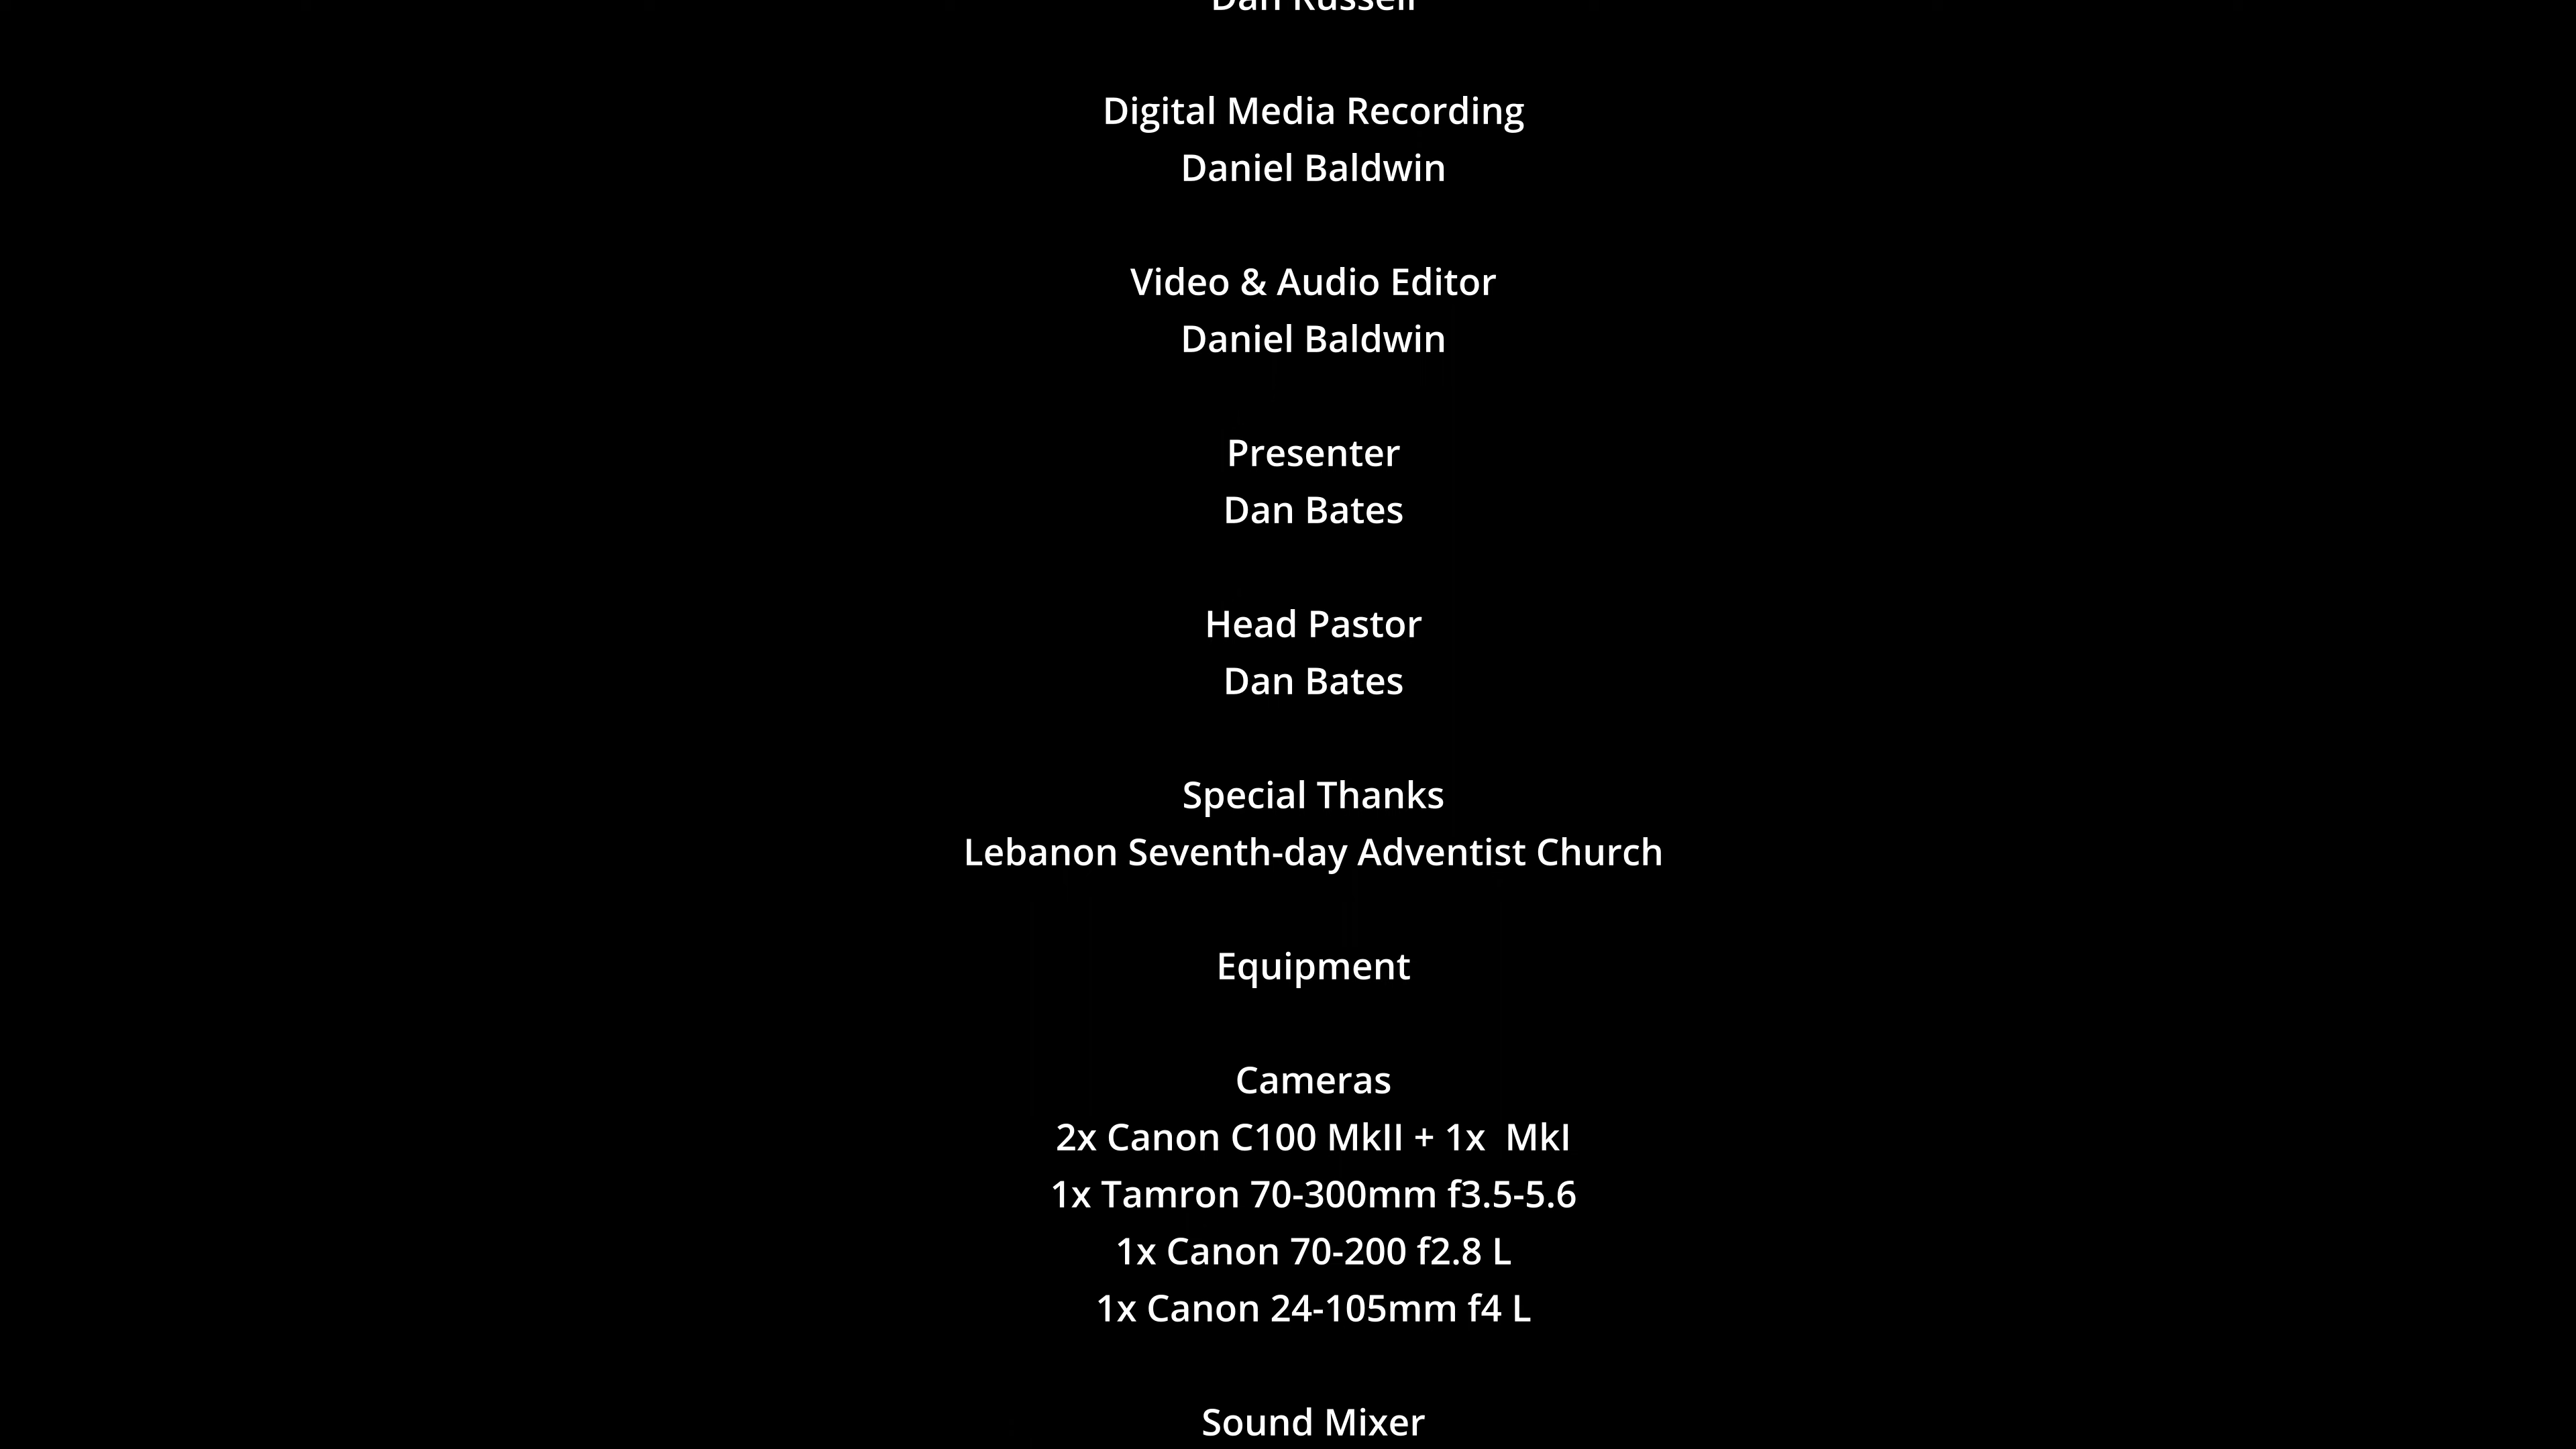 Dan Russell
Digital Media Recording
Daniel Baldwin
Video & Audio Editor
Daniel Baldwin
Presenter
Dan Bates
Head Pastor
Dan Bates
Special Thanks
Lebanon Seventh-day Adventist Church
Equipment
Cameras
2x Canon C100 MkII + 1x  MkI
1x Tamron 70-300mm f3.5-5.6
1x Canon 70-200 f2.8 L
1x Canon 24-105mm f4 L
Sound Mixer